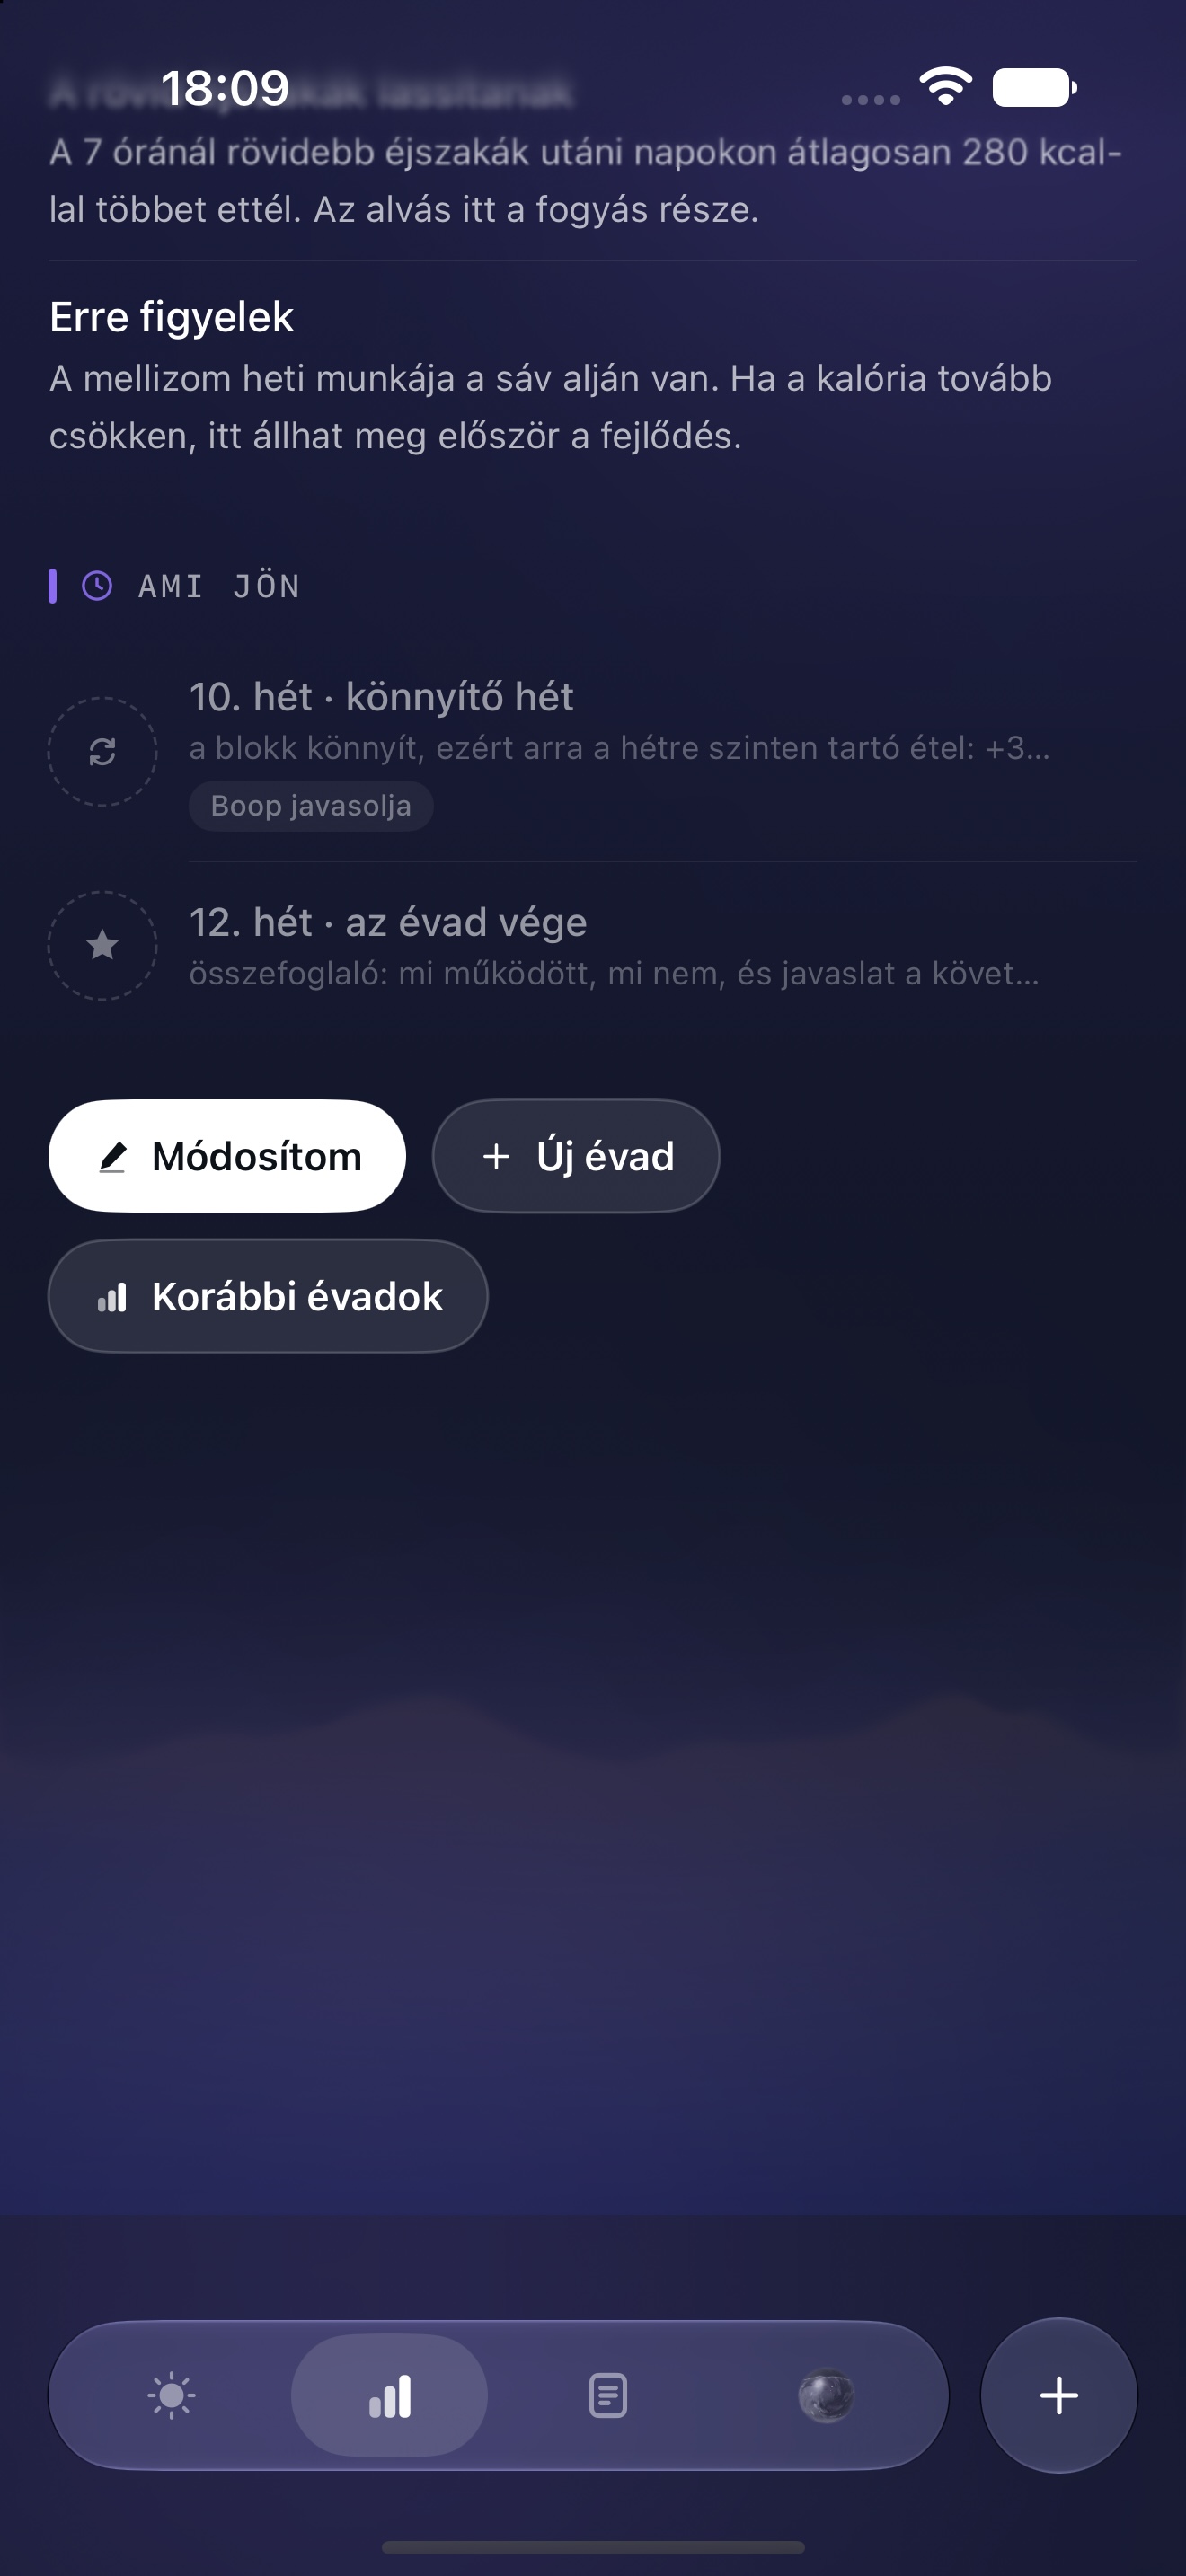 18:09
A 7 óránál rövidebb éjszakák utáni napokon átlagosan 280 kcal-
lal többet ettél. Az alvás itt a fogyás része.
Erre figyelek
A mellizom heti munkája a sáv alján van. Ha a kalória tovább
csökken, itt állhat meg először a fejlődés.
AMI JÖN
10. hét · könnyítő hét
a blokk könnyít, ezért arra a hétre szinten tartó étel: +3...
Boop javasolja
12. hét · az évad vége
összefoglaló: mi működött, mi nem, és javaslat a követ...
Módosítom
Új évad
Korábbi évadok